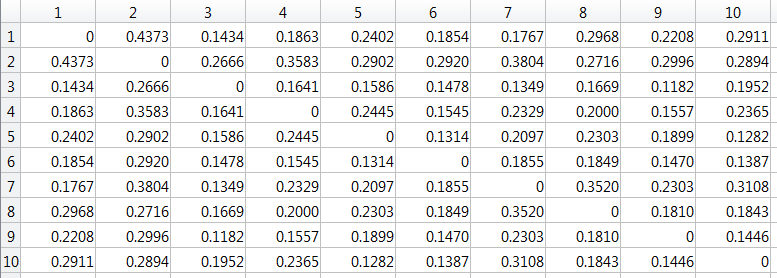 1 2 3 4 5 6 7 8 9 10
1 0 0.4373 0.1434 0.1863 0.2402 0.1854 0.1767 0.2968 0.2208 0.2911
2 0.4373 0 0.2666 0.3583 0.2902 0.2920 0.3804 0.2716 0.2996 0.2894
3 0.1434 0.2666 0 0.1641 0.1586 0.1478 0.1349 0.1669 0.1182 0.1952
4 0.1863 0.3583 0.1641 0 0.2445 0.1545 0.2329 0.2000 0.1557 0.2365
5 0.2402 0.2902 0.1586 0.2445 0 0.1314 0.2097 0.2303 0.1899 0.1282
6 0.1854 0.2920 0.1478 0.1545 0.1314 0 0.1855 0.1849 0.1470 0.1387
7 0.1767 0.3804 0.1349 0.2329 0.2097 0.1855 0 0.3520 0.2303 0.3108
8 0.2968 0.2716 0.1669 0.2000 0.2303 0.1849 0.3520 0 0.1810 0.1843
9 0.2208 0.2996 0.1182 0.1557 0.1899 0.1470 0.2303 0.1810 0 0.1446
10 0.2911 0.2894 0.1952 0.2365 0.1282 0.1387 0.3108 0.1843 0.1446 0